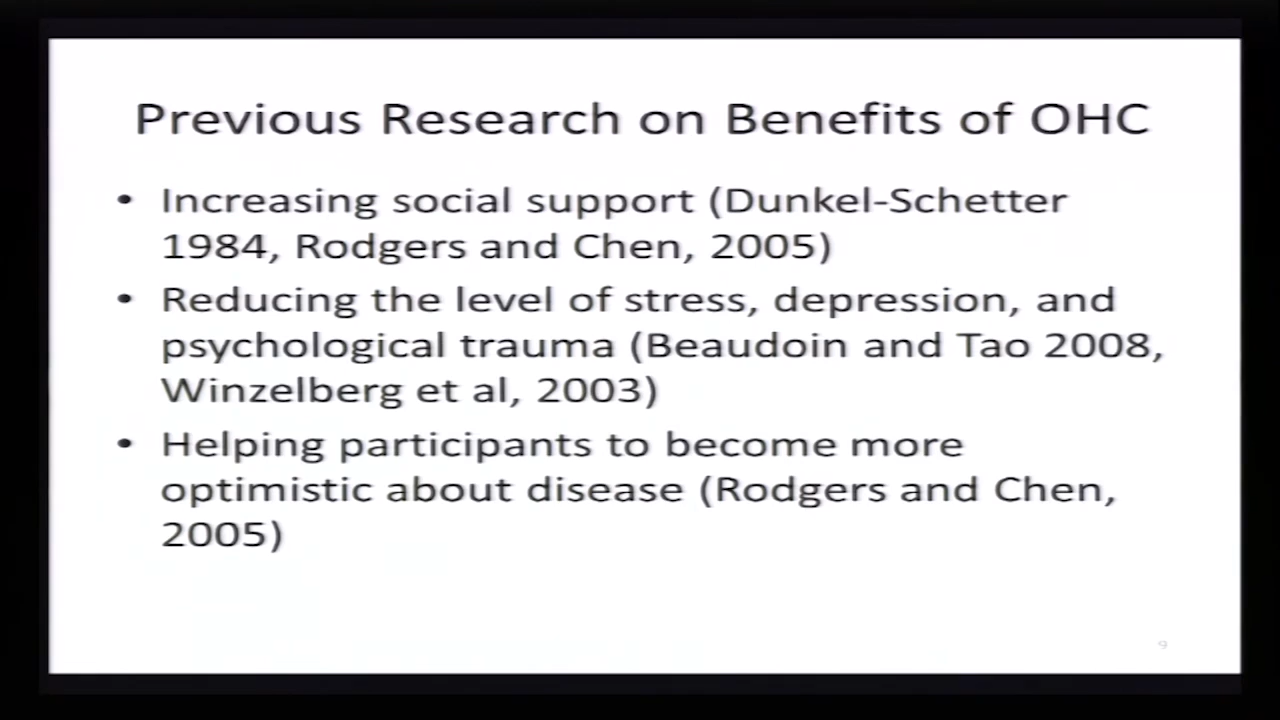 Previous Research on Benefits of OHC
• Increasing social support (Dunkel-Schetter
1984, Rodgers and Chen, 2005)
• Reducing the level of stress, depression, and
psychological trauma (Beaudoin and Tao 2008,
Winzelberg et al, 2003)
• Helping participants to become more
optimistic about disease (Rodgers and Chen,
2005)
9